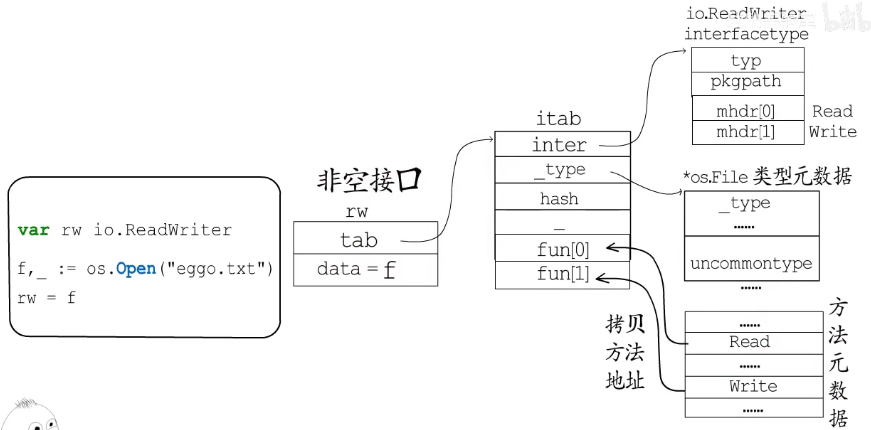 var rw io.ReadWriter
f,_ := os.Open("eggo.txt")
rw = f
非空接口
rw
tab
data = f
itab
inter
_type
hash
_
fun[0]
fun[1]
拷贝
方法
地址
io.ReadWriter
interfacetype
typ
pkgpath
mhdr[0] Read
mhdr[1] Write
*os.File 类型元数据
_type
……
uncommontype
……
……
Read
……
Write
……
方法元数据
bilibili